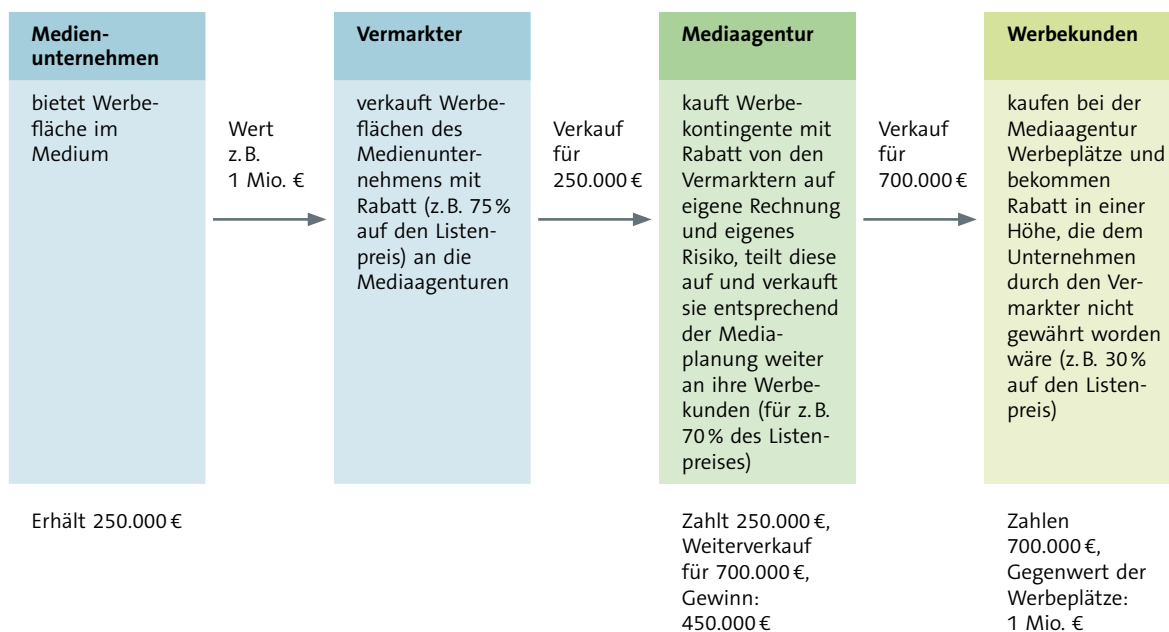 Medien-
unternehmen
bietet Werbe-
fläche im
Medium
Erhält 250.000 €
Wert
z. B.
1 Mio. €
Vermarkter
verkauft Werbe-
flächen des
Medienunter-
nehmens mit
Rabatt (z. B. 75 %
auf den Listen-
preis) an die
Mediaagenturen
Verkauf
für
250.000 €
Mediaagentur
kauft Werbe-
kontingente mit
Rabatt von den
Vermarktern auf
eigene Rechnung
und eigenes
Risiko, teilt diese
auf und verkauft
sie entsprechend
der Media-
planung weiter
an ihre Werbe-
kunden (für z. B.
70 % des Listen-
preises)
Zahlt 250.000 €,
Weiterverkauf
für 700.000 €,
Gewinn:
450.000 €
Verkauf
für
700.000 €
Werbekunden
kaufen bei der
Mediaagentur
Werbeplätze und
bekommen
Rabatt in einer
Höhe, die dem
Unternehmen
durch den Ver-
markter nicht
gewährt worden
wäre (z. B. 30 %
auf den Listen-
preis)
Zahlen
700.000 €,
Gegenwert der
Werbeplätze:
1 Mio. €